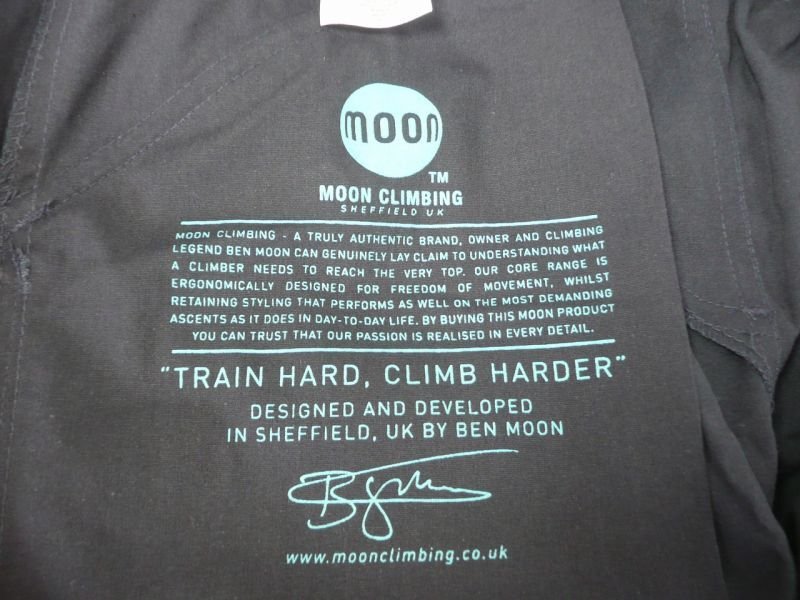 moon
TM
MOON CLIMBING
SHEFFIELD UK
MOON CLIMBING - A TRULY AUTHENTIC BRAND, OWNER AND CLIMBING
LEGEND BEN MOON CAN GENUINELY LAY CLAIM TO UNDERSTANDING WHAT
A CLIMBER NEEDS TO REACH THE VERY TOP. OUR CORE RANGE IS
ERGONOMICALLY DESIGNED FOR FREEDOM OF MOVEMENT, WHILST
RETAINING STYLING THAT PERFORMS AS WELL ON THE MOST DEMANDING
ASCENTS AS IT DOES IN DAY-TO-DAY LIFE. BY BUYING THIS MOON PRODUCT
YOU CAN TRUST THAT OUR PASSION IS REALISED IN EVERY DETAIL.
"TRAIN HARD, CLIMB HARDER"
DESIGNED AND DEVELOPED
IN SHEFFIELD, UK BY BEN MOON
www.moonclimbing.co.uk